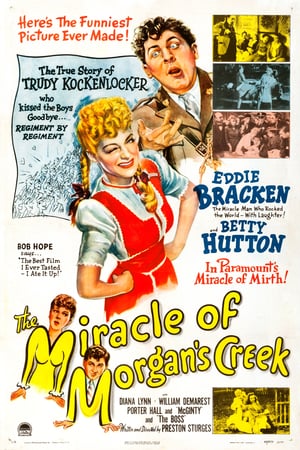 Here's The Funniest
Picture Ever Made!
The True Story of
TRUDY KOCKENLOCKER
who
kissed the Boys
Goodbye...
REGIMENT BY
REGIMENT
EDDIE
BRACKEN
The Miracle Man Who Rocked the
World - With Laughter!
and
BETTY
HUTTON
In Paramount's
Miracle of Mirth!
BOB HOPE
says...
"The Best Film
I Ever Tasted
- I Ate It Up!"
The
Miracle of
Morgan's Creek
DIANA LYNN · WILLIAM DEMAREST
PORTER HALL and "McGINTY
and "THE BOSS"
Written and Directed by PRESTON STURGES